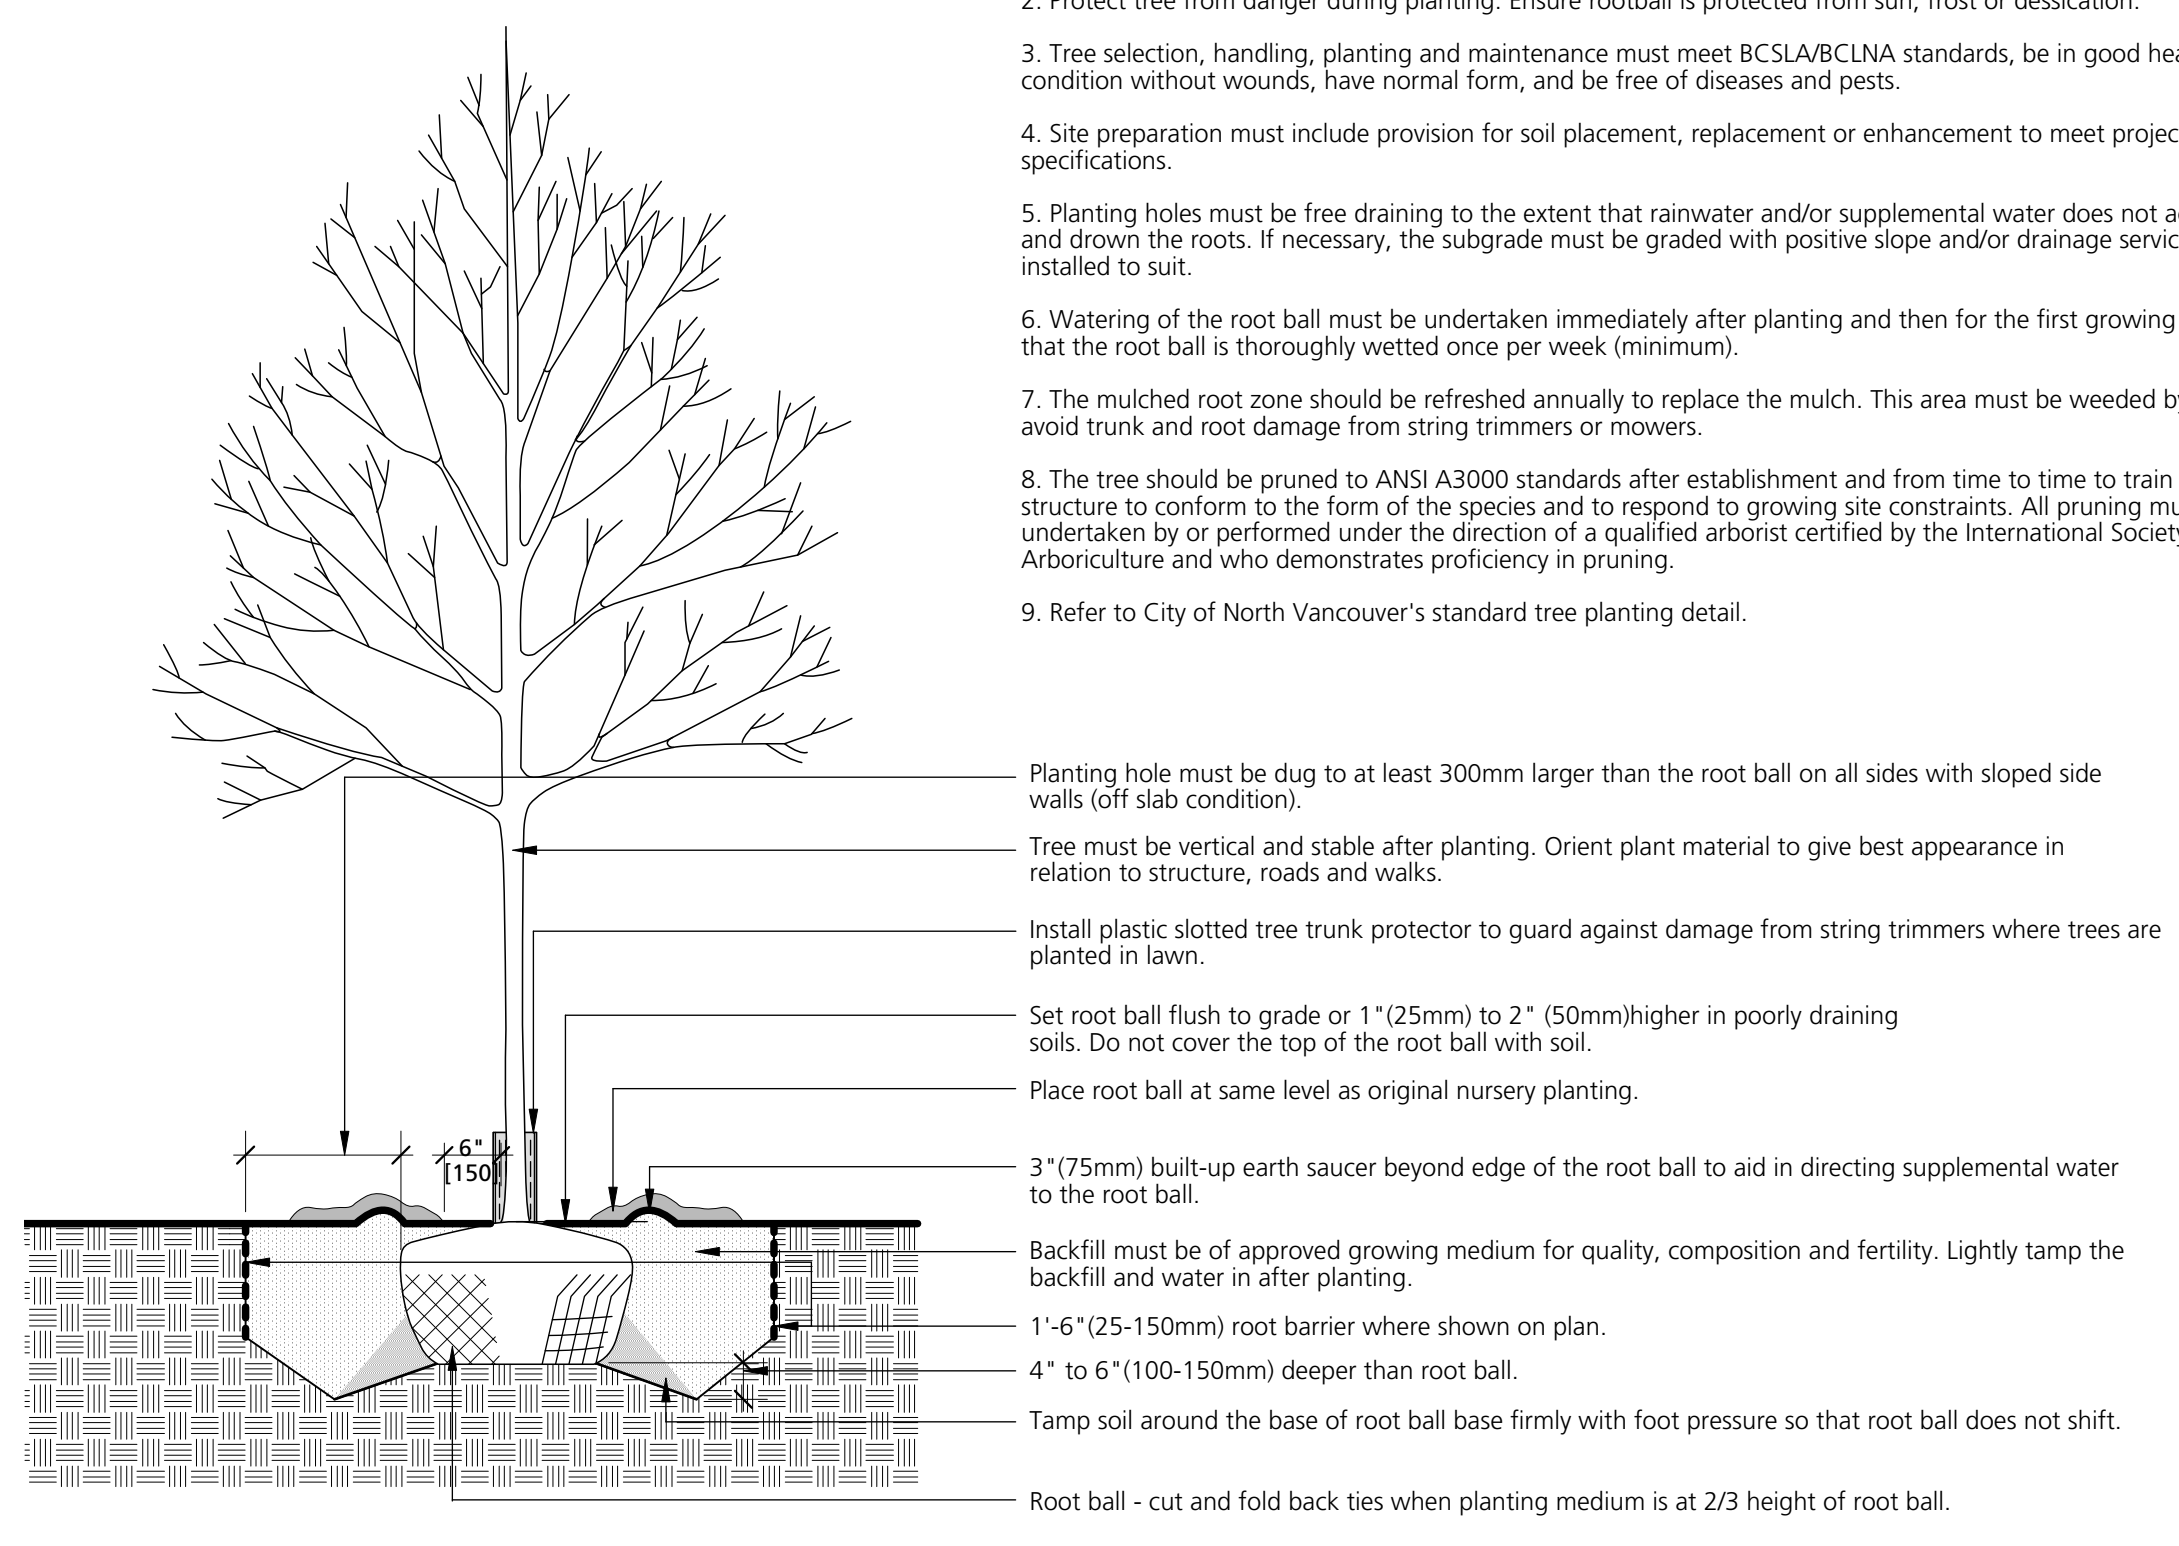 2. Protect tree from danger during planting. Ensure rootball is protected from sun, frost or dessication.
3. Tree selection, handling, planting and maintenance must meet BCSLA/BCLNA standards, be in good
condition without wounds, have normal form, and be free of diseases and pests.
4. Site preparation must include provision for soil placement, replacement or enhancement to meet
specifications.
5. Planting holes must be free draining to the extent that rainwater and/or supplemental water does not
and drown the roots. If necessary, the subgrade must be graded with positive slope and/or drainage
installed to suit.
6. Watering of the root ball must be undertaken immediately after planting and then for the first growing
that the root ball is thoroughly wetted once per week (minimum).
7. The mulched root zone should be refreshed annually to replace the mulch. This area must be weeded
avoid trunk and root damage from string trimmers or mowers.
8. The tree should be pruned to ANSI A3000 standards after establishment and from time to time to train
structure to conform to the form of the species and to respond to growing site constraints. All pruning
undertaken by or performed under the direction of a qualified arborist certified by the International Society
Arboriculture and who demonstrates proficiency in pruning.
9. Refer to City of North Vancouver's standard tree planting detail.
Planting hole must be dug to at least 300mm larger than the root ball on all sides with sloped side
walls (off slab condition).
Tree must be vertical and stable after planting. Orient plant material to give best appearance in
relation to structure, roads and walks.
Install plastic slotted tree trunk protector to guard against damage from string trimmers where trees are
planted in lawn.
Set root ball flush to grade or 1"(25mm) to 2" (50mm)higher in poorly draining
soils. Do not cover the top of the root ball with soil.
Place root ball at same level as original nursery planting.
6"
[150]
3"(75mm) built-up earth saucer beyond edge of the root ball to aid in directing supplemental water
to the root ball.
Backfill must be of approved growing medium for quality, composition and fertility. Lightly tamp the
backfill and water in after planting.
1'-6"(25-150mm) root barrier where shown on plan.
4" to 6"(100-150mm) deeper than root ball.
Tamp soil around the base of root ball base firmly with foot pressure so that root ball does not shift.
Root ball - cut and fold back ties when planting medium is at 2/3 height of root ball.